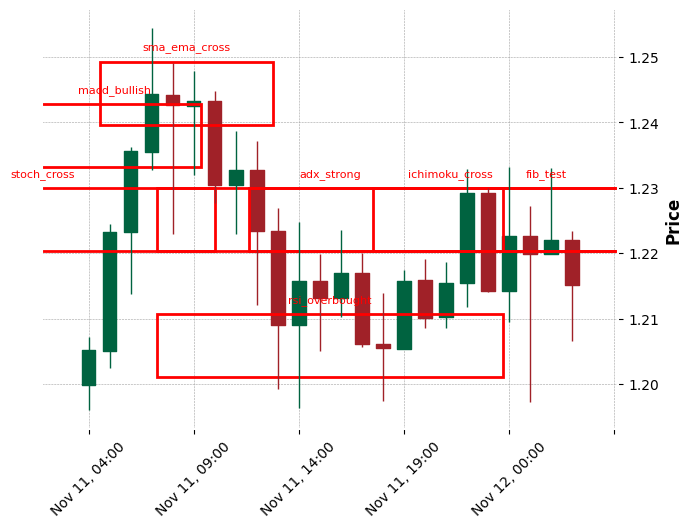 sma_ema_cross
macd_bullish
stoch_cross
adx_strong
ichimoku_cross
fib_test
rsi_overbought
1.25
1.24
1.23
1.22
1.21
1.20
Price
Nov 11, 04:00
Nov 11, 09:00
Nov 11, 14:00
Nov 11, 19:00
Nov 12, 00:00